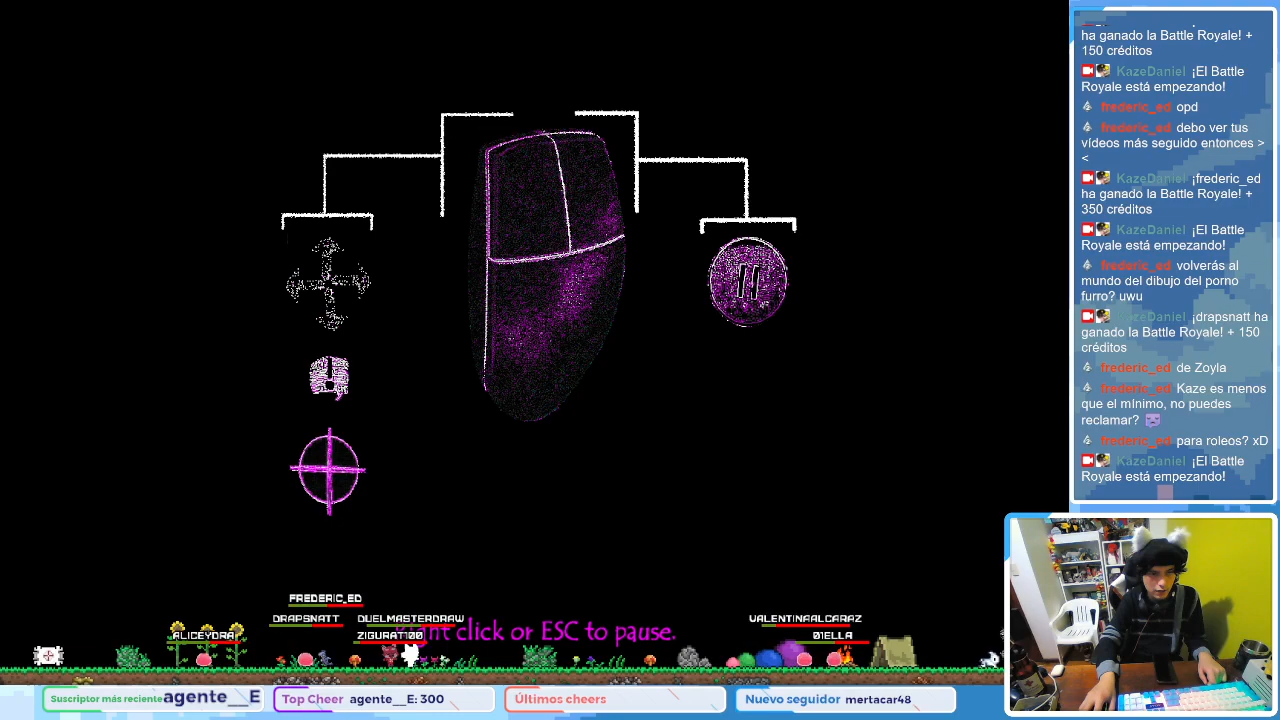 ha ganado la Battle Royale! +
150 créditos
KazeDaniel ¡El Battle
Royale está empezando!
frederic_ed opd
frederic_ed debo ver tus
vídeos más seguido entonces >
<
KazeDaniel ¡frederic_ed
ha ganado la Battle Royale! +
350 créditos
KazeDaniel ¡El Battle
Royale está empezando!
frederic_ed volverás al
mundo del dibujo del porno
furro? uwu
KazeDaniel ¡drapsnatt ha
ganado la Battle Royale! + 150
créditos
frederic_ed de Zoyla
frederic_ed Kaze es menos
que el mínimo, no puedes
reclamar?
frederic_ed para roleos? xD
KazeDaniel ¡El Battle
Royale está empezando!
FREDERIC_ED
DRAPSNATT DUELMASTERDRAW
VALENTINAALCARAZ
click or ESC to pause.
ALICEYDRA
ZIGURAT100
01ELLA
Suscriptor más reciente agente__E
Top Cheer agente__E: 300
Últimos cheers
Nuevo seguidor mertacar48